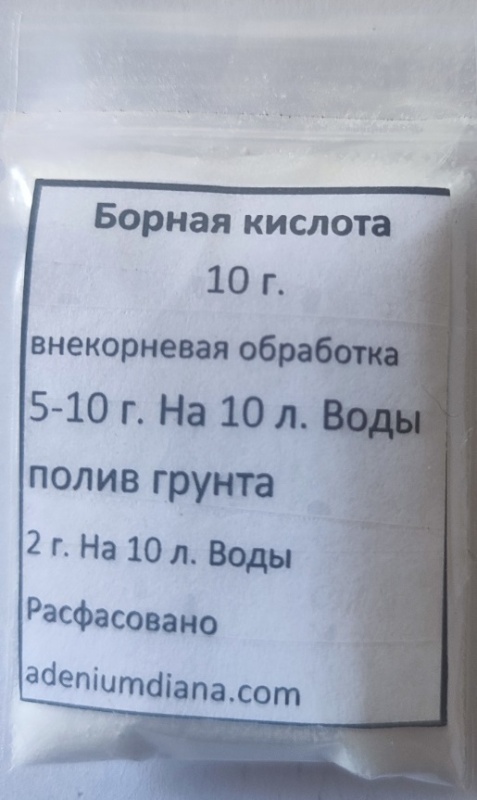 Борная кислота
10 г.
внекорневая обработка
5-10 г. На 10 л. Воды
полив грунта
2 г. На 10 л. Воды
Расфасовано
adeniumdiana.com